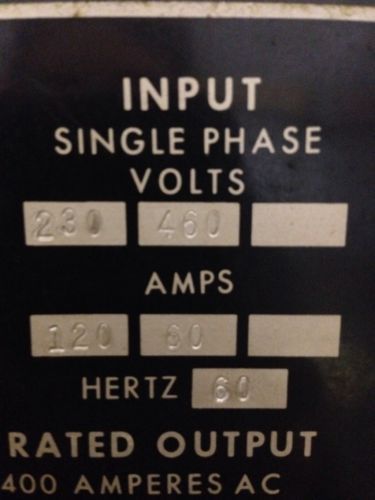 INPUT
SINGLE PHASE
VOLTS
230 460
AMPS
120 60
HERTZ 60
RATED OUTPUT
400 AMPERES AC